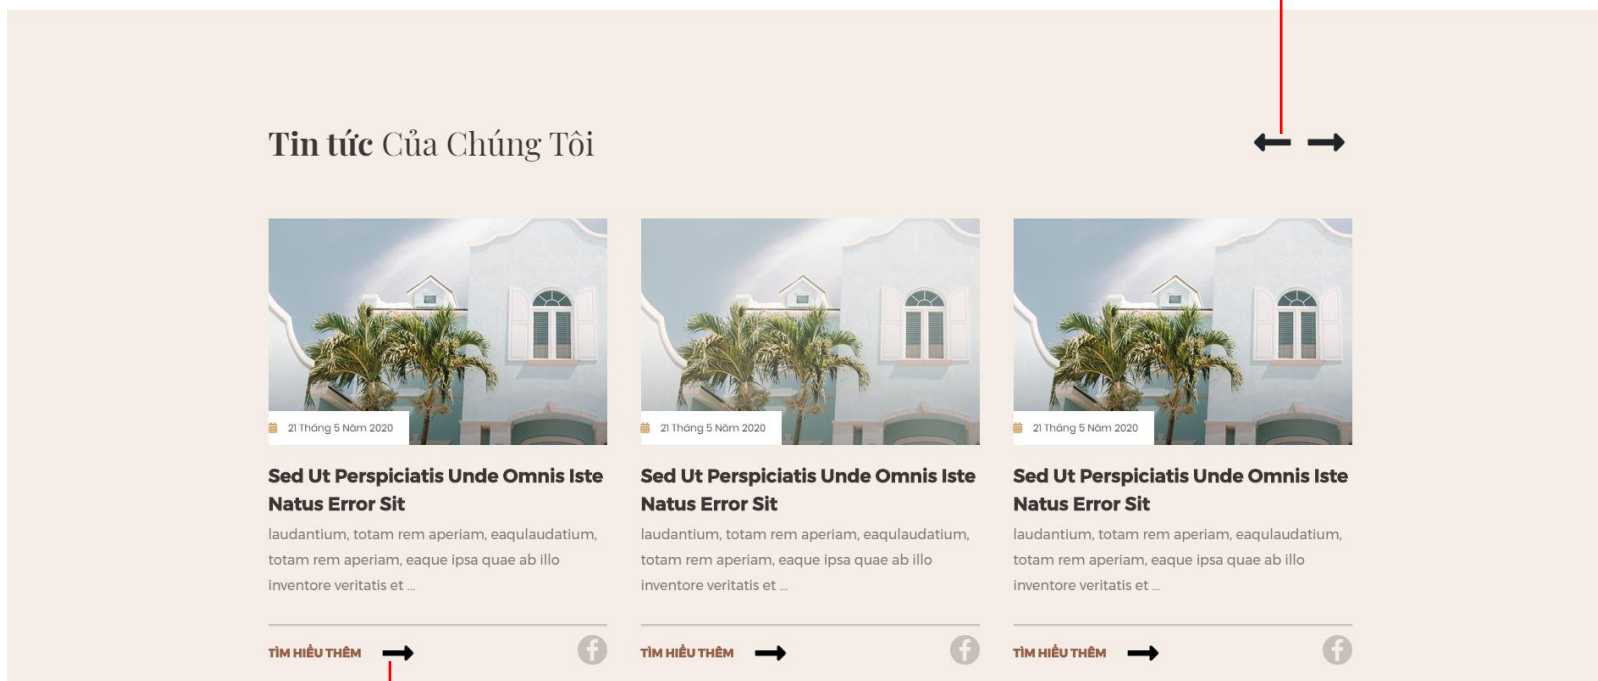 Tin tức Của Chúng Tôi
21 Tháng 5 Năm 2020
Sed Ut Perspiciatis Unde Omnis Iste
Natus Error Sit
laudantium, totam rem aperiam, eaqulaudatium,
totam rem aperiam, eaque ipsa quae ab illo
inventore veritatis et ...
TÌM HIỂU THÊM
21 Tháng 5 Năm 2020
Sed Ut Perspiciatis Unde Omnis Iste
Natus Error Sit
laudantium, totam rem aperiam, eaqulaudatium,
totam rem aperiam, eaque ipsa quae ab illo
inventore veritatis et ...
TÌM HIỂU THÊM
21 Tháng 5 Năm 2020
Sed Ut Perspiciatis Unde Omnis Iste
Natus Error Sit
laudantium, totam rem aperiam, eaqulaudatium,
totam rem aperiam, eaque ipsa quae ab illo
inventore veritatis et ...
TÌM HIỂU THÊM